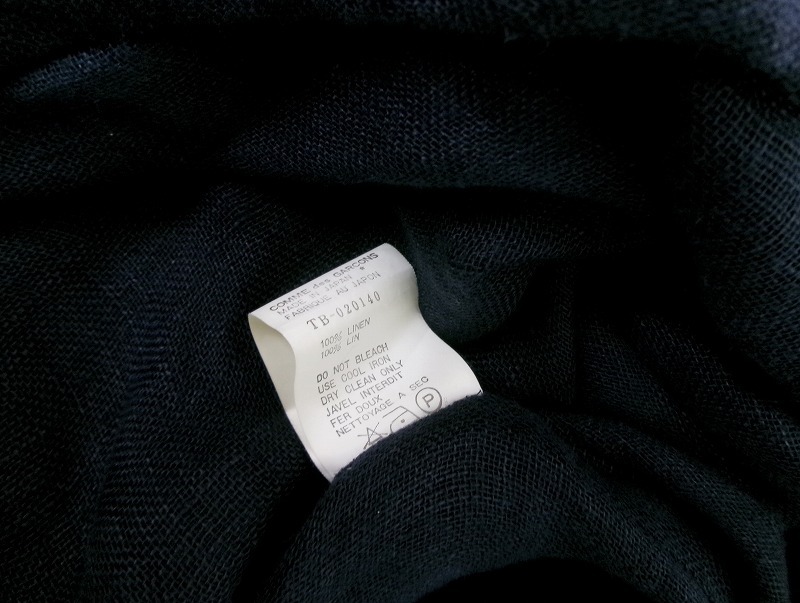 COMME des GARCONS
MADE IN JAPAN
FABRIQUE AU JAPON
TB-020140
100% LINEN
100% LIN
DO NOT BLEACH
USE COOL IRON
DRY CLEAN ONLY
JAVEL INTERDIT
FER DOUX
NETTOYAGE A SEC
P